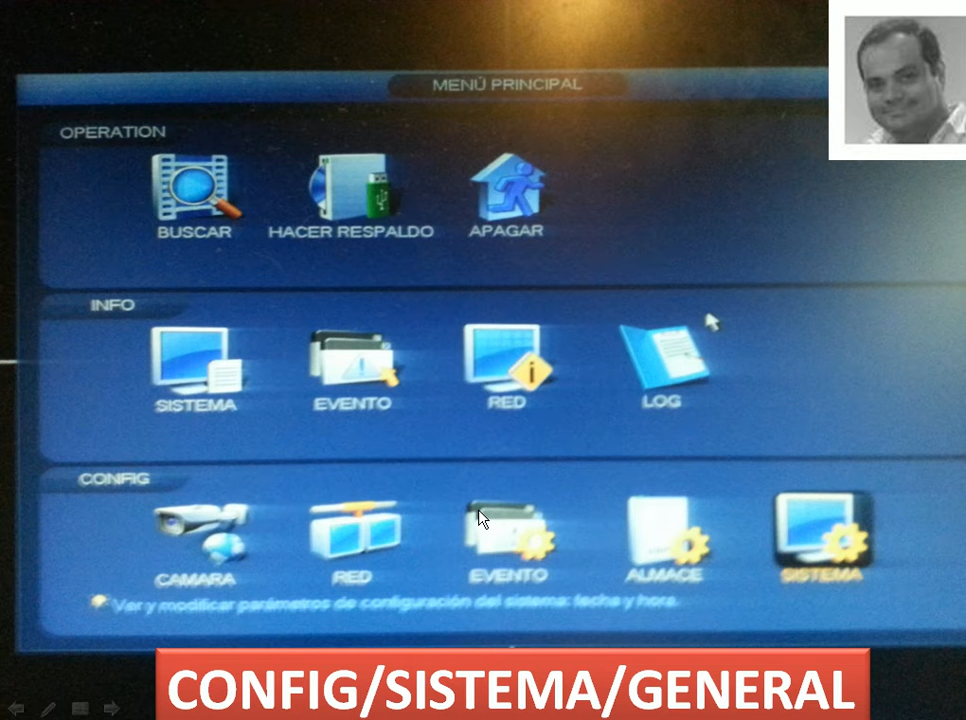 MENÚ PRINCIPAL
OPERATION
BUSCAR HACER RESPALDO APAGAR
INFO
SISTEMA EVENTO RED LOG
CONFIG
CAMARA RED EVENTO ALMACE SISTEMA
Ver y modificar parámetros de configuración del sistema: fecha y hora.
CONFIG/SISTEMA/GENERAL